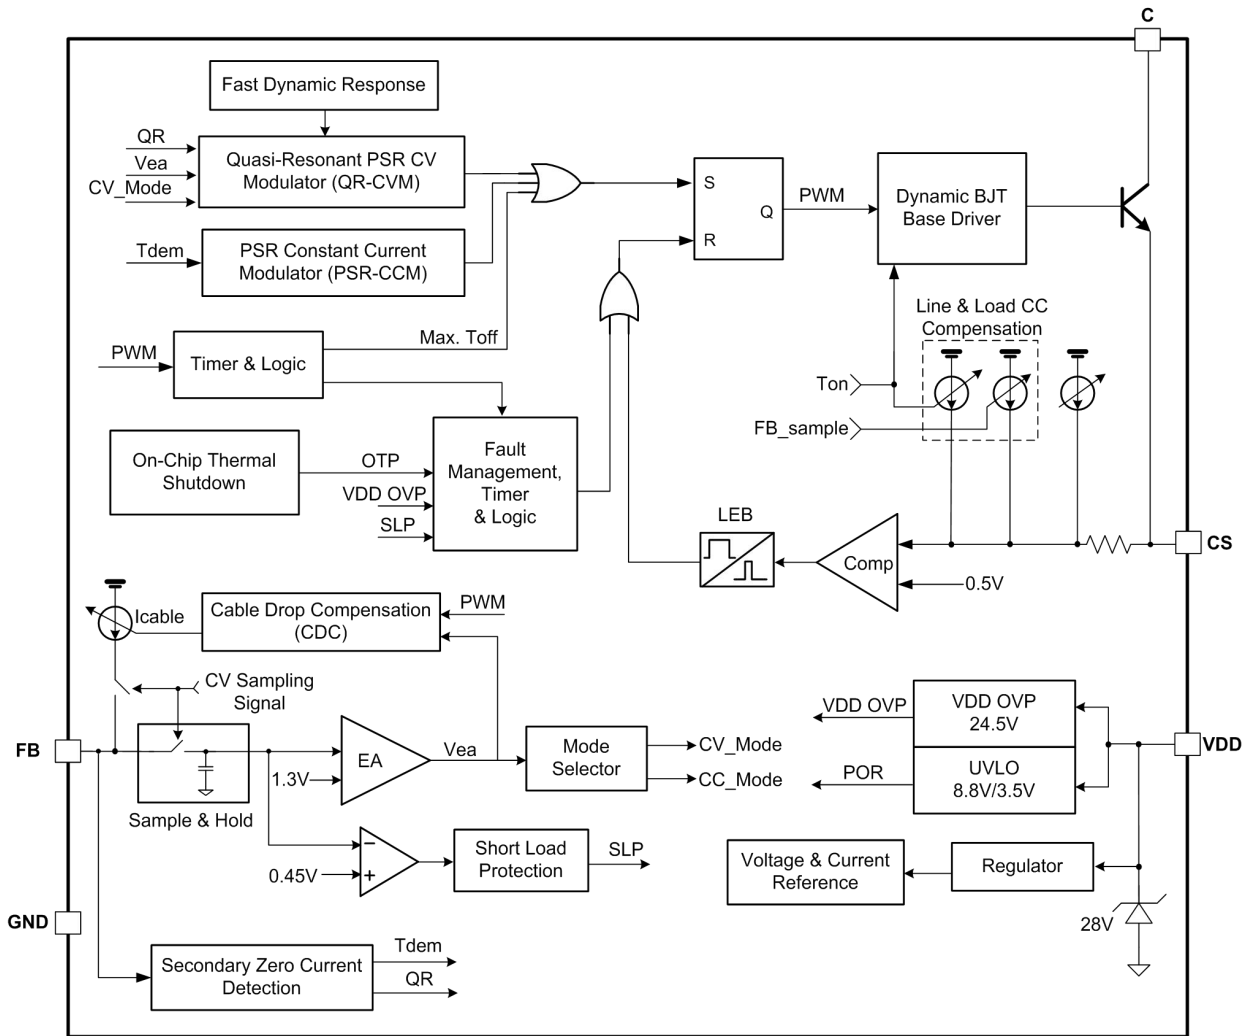 C
Fast Dynamic Response
QR
Vea
CV_Mode
Quasi-Resonant PSR CV
Modulator (QR-CVM)
S
R
Q
PWM
Dynamic BJT
Base Driver
Tdem
PSR Constant Current
Modulator (PSR-CCM)
Line & Load CC
Compensation
PWM
Timer & Logic
Max. Toff
Ton
FB_sample
On-Chip Thermal
Shutdown
OTP
VDD OVP
SLP
Fault
Management,
Timer
& Logic
LEB
Comp
0.5V
CS
Icable
Cable Drop Compensation
(CDC)
PWM
CV Sampling
Signal
FB
Sample & Hold
1.3V
EA
Vea
Mode
Selector
CV_Mode
CC_Mode
VDD OVP
POR
VDD OVP
24.5V
UVLO
8.8V/3.5V
VDD
0.45V
−
+
Short Load
Protection
SLP
Voltage & Current
Reference
Regulator
28V
GND
Secondary Zero Current
Detection
Tdem
QR